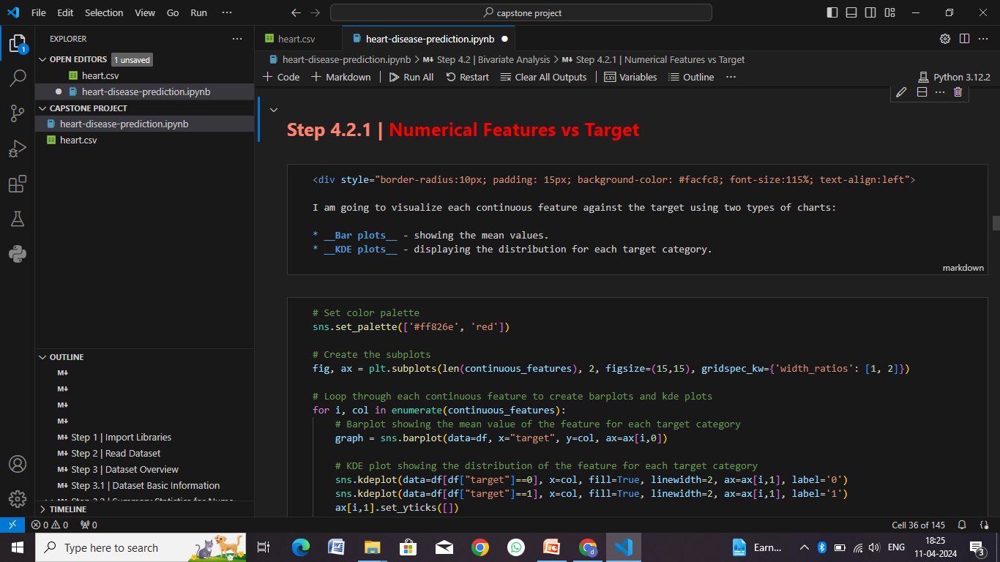 File Edit Selection View Go Run ···
capstone project
EXPLORER
OPEN EDITORS 1 unsaved
heart.csv
heart-disease-prediction.ipynb
CAPSTONE PROJECT
heart-disease-prediction.ipynb
heart.csv
OUTLINE
M↓
M↓
M↓
M↓
M↓ Step 1 | Import Libraries
M↓ Step 2 | Read Dataset
M↓ Step 3 | Dataset Overview
M↓ Step 3.1 | Dataset Basic Information
TIMELINE
heart.csv
heart-disease-prediction.ipynb
heart-disease-prediction.ipynb > M↓ Step 4.2 | Bivariate Analysis > M↓ Step 4.2.1 | Numerical Features vs Target
+ Code + Markdown Run All Restart Clear All Outputs Variables Outline ··· Python 3.12.2
Step 4.2.1 | Numerical Features vs Target
<div style="border-radius:10px; padding: 15px; background-color: #facfc8; font-size:115%; text-align:left">
I am going to visualize each continuous feature against the target using two types of charts:
* __Bar plots__ - showing the mean values.
* __KDE plots__ - displaying the distribution for each target category.
markdown
# Set color palette
sns.set_palette(['#ff826e', 'red'])
# Create the subplots
fig, ax = plt.subplots(len(continuous_features), 2, figsize=(15,15), gridspec_kw={'width_ratios': [1, 2]})
# Loop through each continuous feature to create barplots and kde plots
for i, col in enumerate(continuous_features):
# Barplot showing the mean value of the feature for each target category
graph = sns.barplot(data=df, x="target", y=col, ax=ax[i,0])
# KDE plot showing the distribution of the feature for each target category
sns.kdeplot(data=df[df["target"]==0], x=col, fill=True, linewidth=2, ax=ax[i,1], label='0')
sns.kdeplot(data=df[df["target"]==1], x=col, fill=True, linewidth=2, ax=ax[i,1], label='1')
ax[i,1].set_yticks([])
0 0 0
Cell 36 of 145
Type here to search
Earn...
ENG
18:25
11-04-2024
3